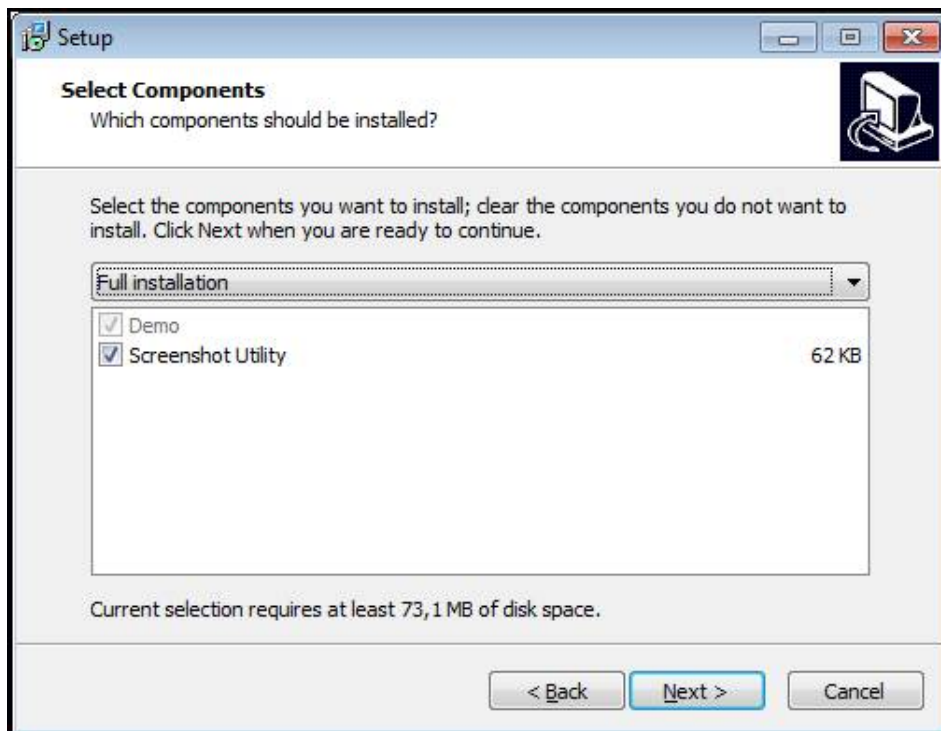 Setup
Select Components
Which components should be installed?
Select the components you want to install; clear the components you do not want to
install. Click Next when you are ready to continue.
Full installation
Demo
Screenshot Utility 62 KB
Current selection requires at least 73,1 MB of disk space.
< Back Next > Cancel